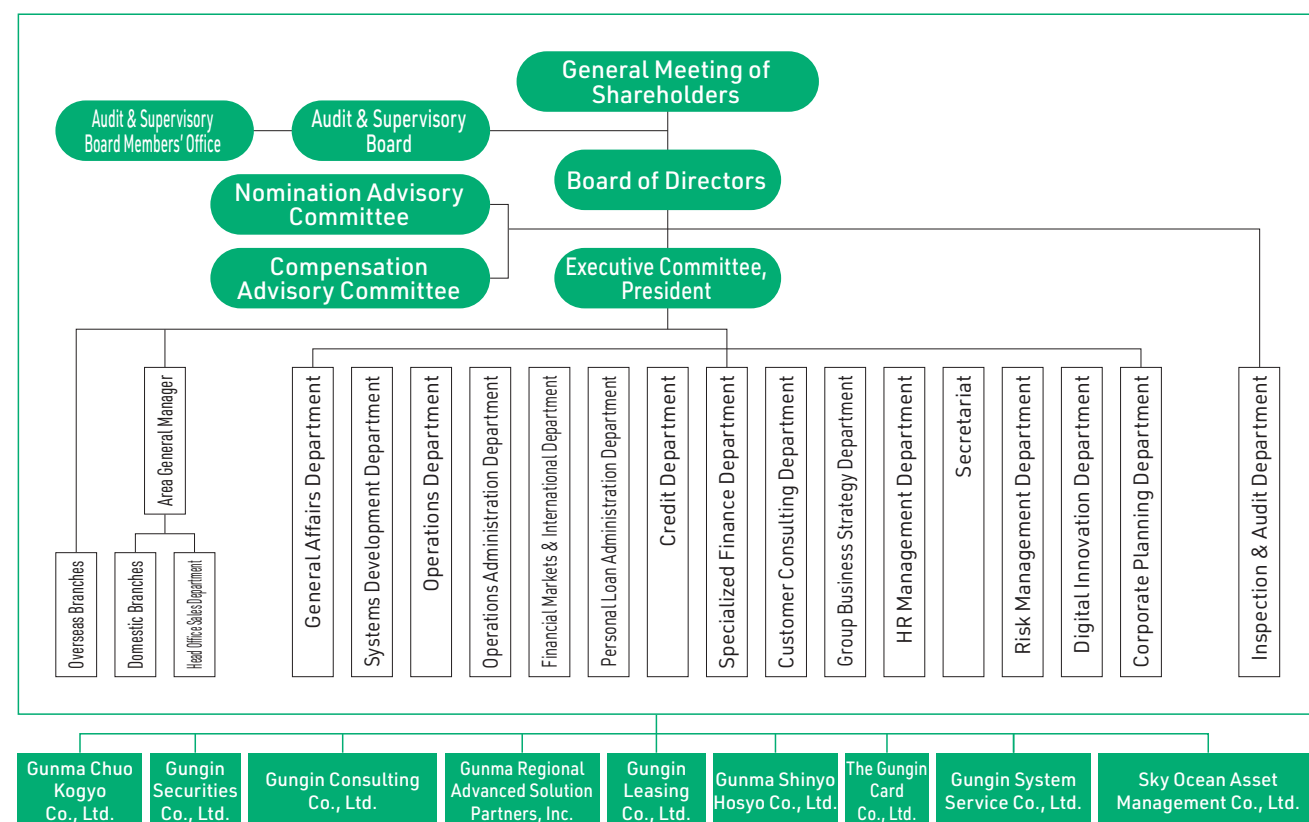 General Meeting of
Shareholders
Audit & Supervisory
Board Members' Office
Audit & Supervisory
Board
Board of Directors
Nomination Advisory
Committee
Compensation
Advisory Committee
Executive Committee,
President
Area General Manager
Overseas Branches
Domestic Branches
Head Office Sales Department
General Affairs Department
Systems Development Department
Operations Department
Operations Administration Department
Financial Markets & International Department
Personal Loan Administration Department
Credit Department
Specialized Finance Department
Customer Consulting Department
Group Business Strategy Department
HR Management Department
Secretariat
Risk Management Department
Digital Innovation Department
Corporate Planning Department
Inspection & Audit Department
Gunma Chuo
Kogyo
Co., Ltd.
Gungin
Securities
Co., Ltd.
Gungin Consulting
Co., Ltd.
Gunma Regional
Advanced Solution
Partners, Inc.
Gungin
Leasing
Co., Ltd.
Gunma Shinyo
Hosyo Co., Ltd.
The Gungin
Card
Co., Ltd.
Gungin System
Service Co., Ltd.
Sky Ocean Asset
Management Co., Ltd.